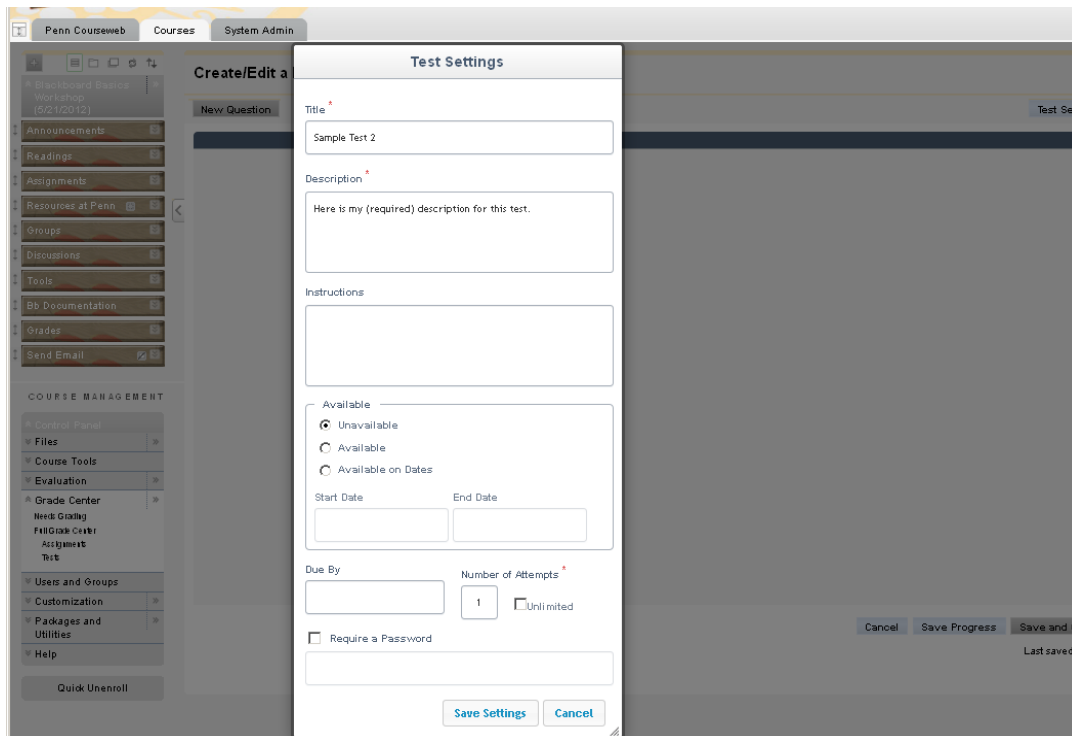 Penn Courseweb
Courses
System Admin
Blackboard Basics
Workshop
(5/21/2012)
Announcements
Readings
Assignments
Resources at Penn
Groups
Discussions
Tools
Bb Documentation
Grades
Send Email
COURSE MANAGEMENT
Control Panel
Files
Course Tools
Evaluation
Grade Center
Needs Grading
Full Grade Center
Assignments
Tests
Users and Groups
Customization
Packages and
Utilities
Help
Quick Unenroll
Create/Edit a
New Question
Test Se
Test Settings
Title *
Sample Test 2
Description *
Here is my (required) description for this test.
Instructions
Available
Unavailable
Available
Available on Dates
Start Date End Date
Due By Number of Attempts *
1 Unlimited
Require a Password
Save Settings Cancel
Cancel Save Progress Save and
Last saved